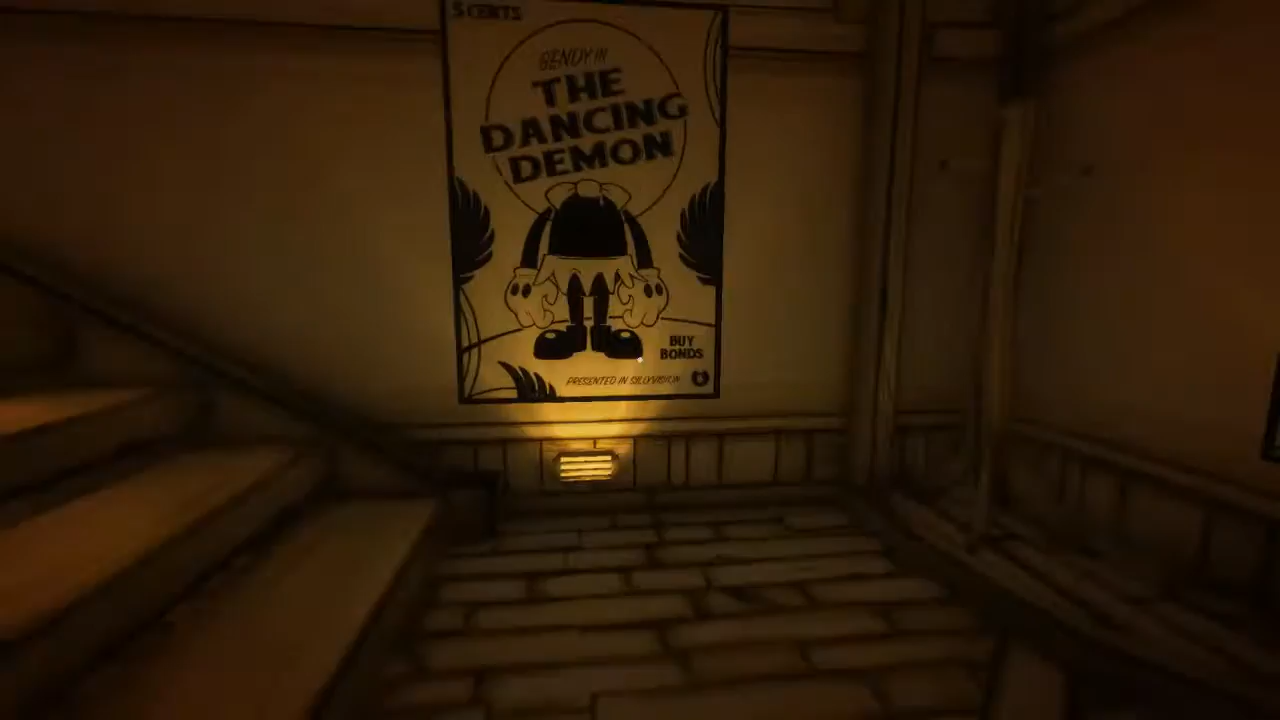 5 CENTS
BENDY IN
THE
DANCING
DEMON
BUY
BONDS
PRESENTED IN SILLYVISION